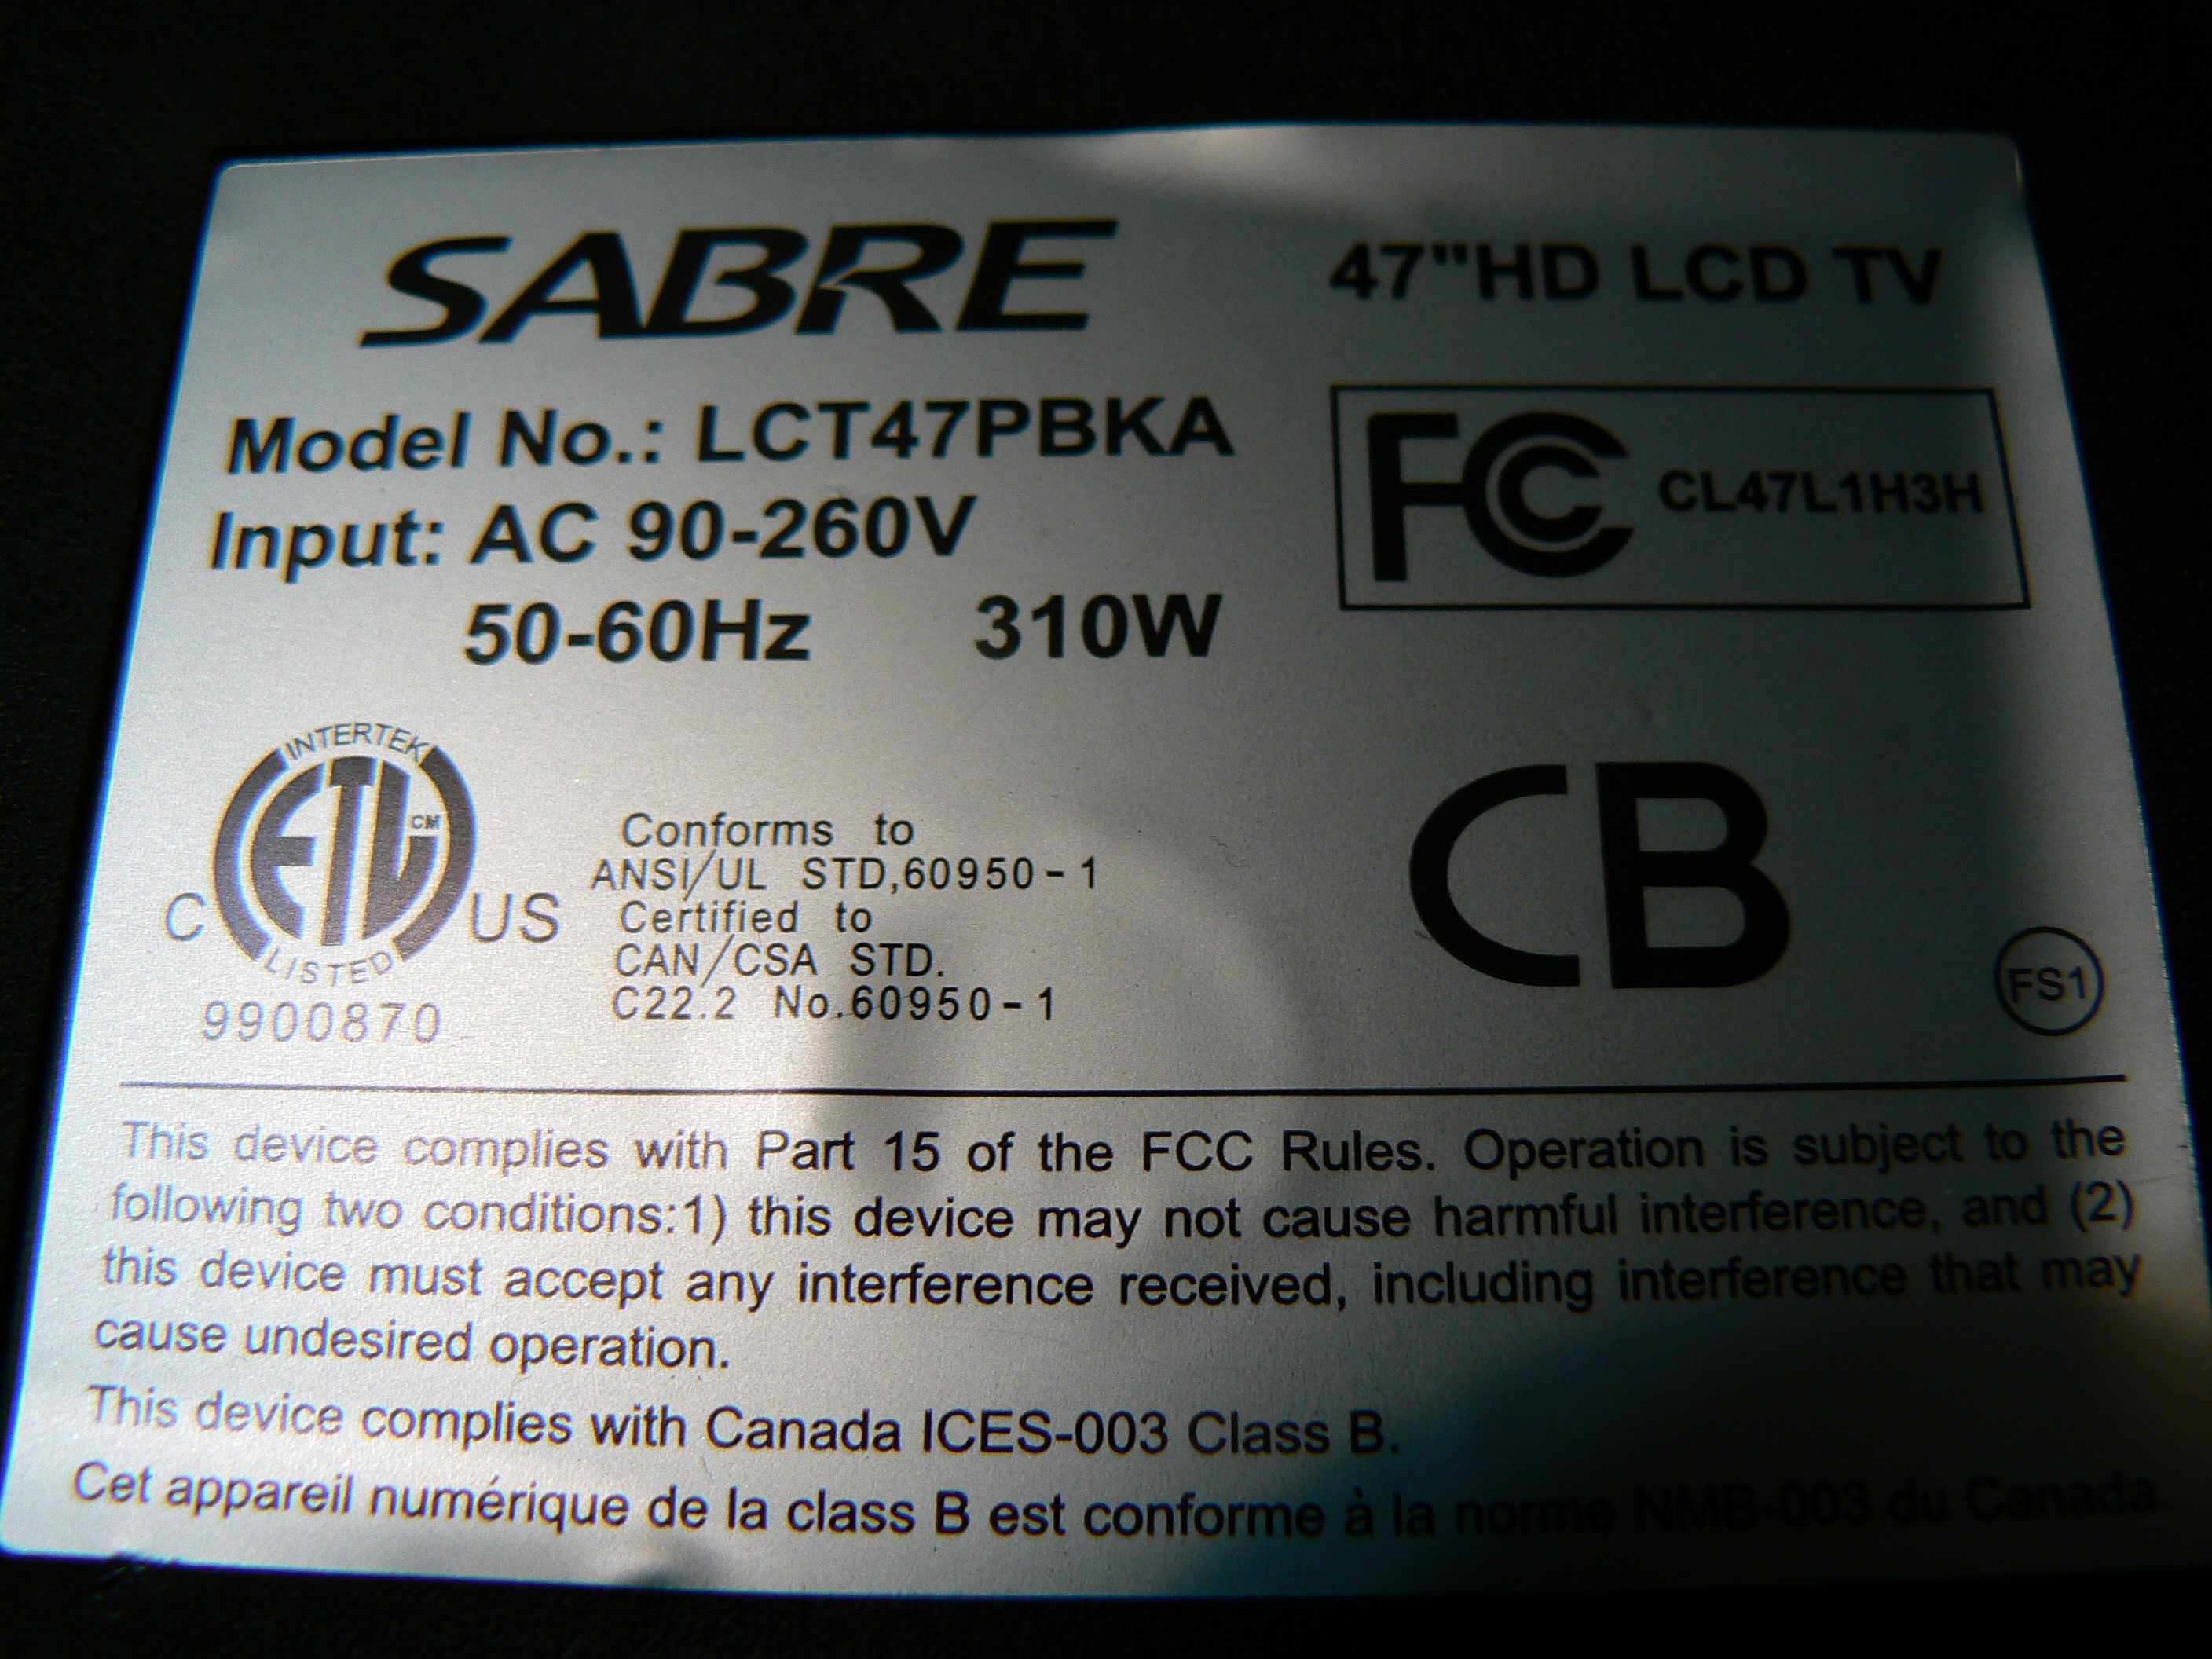 SABRE
47"HD LCD TV
Model No.: LCT47PBKA
Input: AC 90-260V
50-60Hz 310W
FC CL47L1H3H
INTERTEK
ETL CM
C US
LISTED
9900870
Conforms to
ANSI/UL STD,60950-1
Certified to
CAN/CSA STD.
C22.2 No.60950-1
CB
FS1
This device complies with Part 15 of the FCC Rules. Operation is subject to the
following two conditions:1) this device may not cause harmful interference, and (2)
this device must accept any interference received, including interference that may
cause undesired operation.
This device complies with Canada ICES-003 Class B.
Cet appareil numérique de la class B est conforme à la norme NMB-003 du Canada.